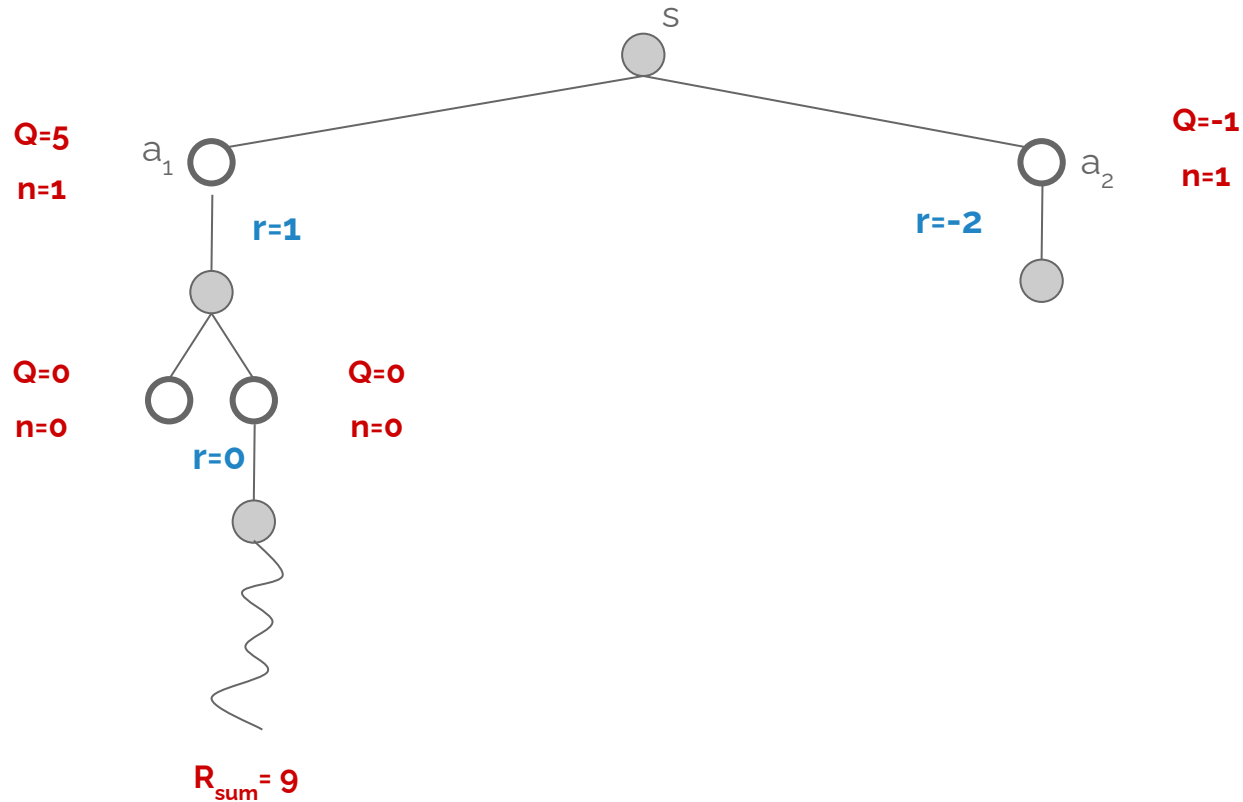 s
Q=5
n=1
a₁
r=1
a₂
Q=-1
n=1
r=-2
Q=0
n=0
Q=0
n=0
r=0
Rsum= 9